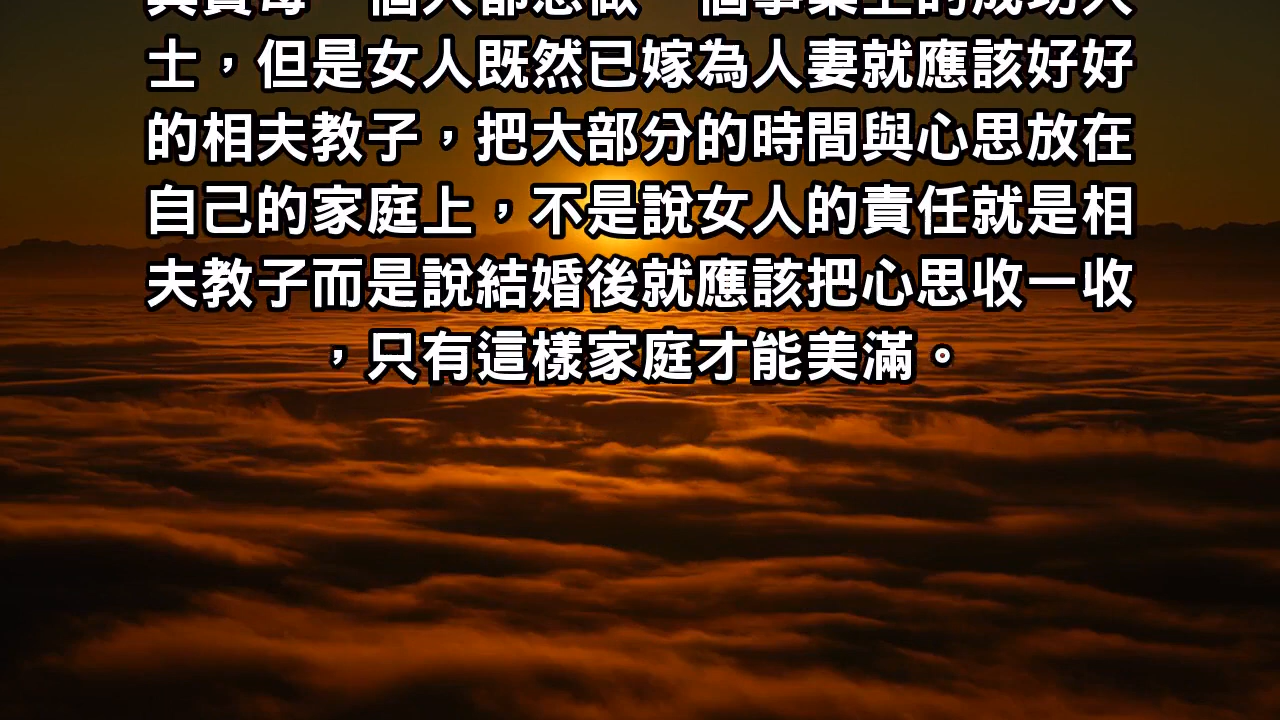 士，但是女人既然已嫁為人妻就應該好好
的相夫教子，把大部分的時間與心思放在
自己的家庭上，不是說女人的責任就是相
夫教子而是說結婚後就應該把心思收一收
，只有這樣家庭才能美滿。